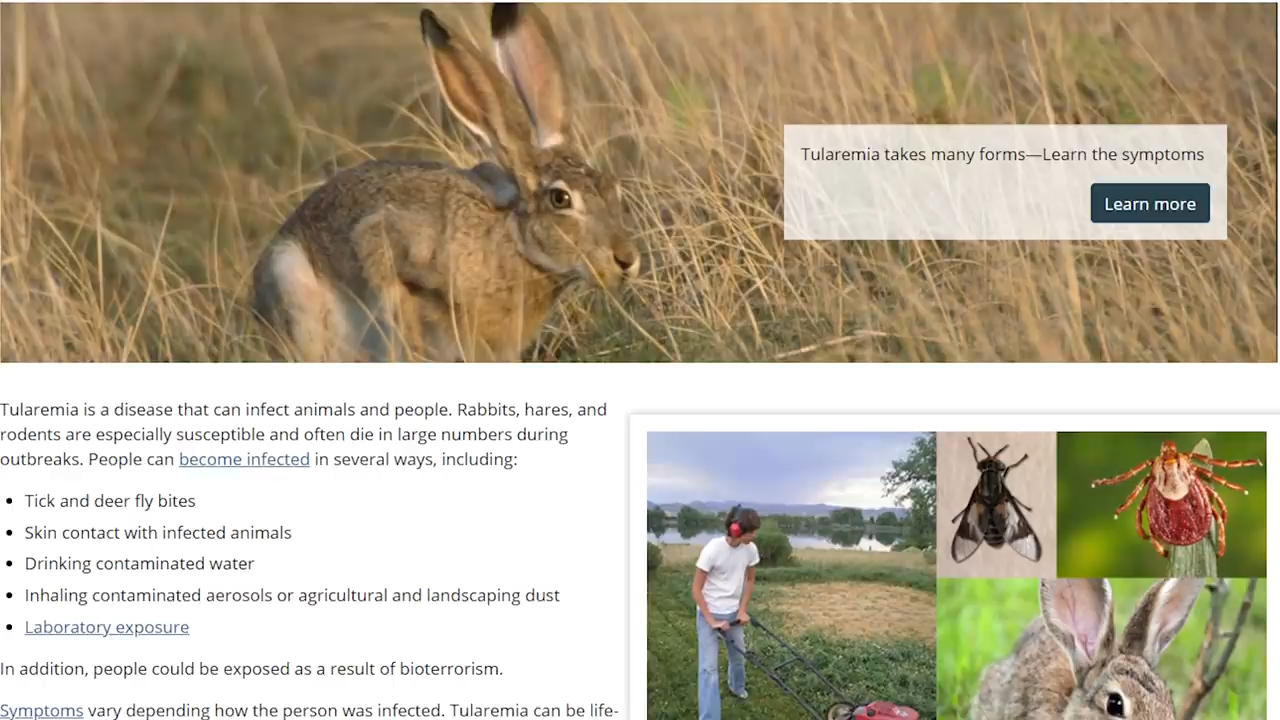 Tularemia takes many forms—Learn the symptoms
Learn more
Tularemia is a disease that can infect animals and people. Rabbits, hares, and
rodents are especially susceptible and often die in large numbers during
outbreaks. People can become infected in several ways, including:
• Tick and deer fly bites
• Skin contact with infected animals
• Drinking contaminated water
• Inhaling contaminated aerosols or agricultural and landscaping dust
• Laboratory exposure
In addition, people could be exposed as a result of bioterrorism.
Symptoms vary depending how the person was infected. Tularemia can be life-